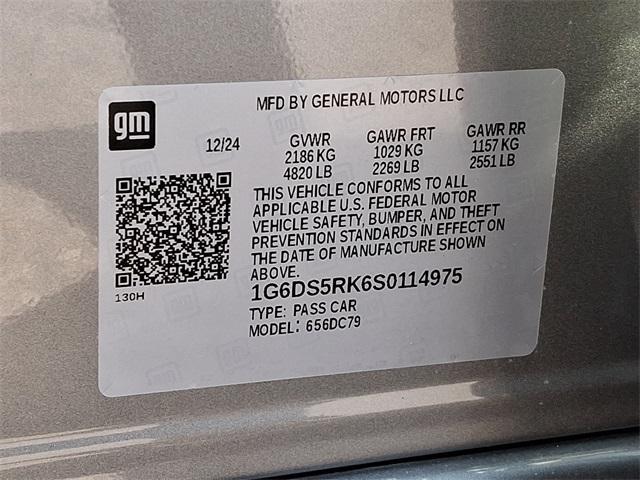 MFD BY GENERAL MOTORS LLC
gm
12/24
GVWR GAWR FRT GAWR RR
2186 KG 1029 KG 1157 KG
4820 LB 2269 LB 2551 LB
THIS VEHICLE CONFORMS TO ALL
APPLICABLE U.S. FEDERAL MOTOR
VEHICLE SAFETY, BUMPER, AND THEFT
PREVENTION STANDARDS IN EFFECT ON
THE DATE OF MANUFACTURE SHOWN
ABOVE.
130H
1G6DS5RK6S0114975
TYPE: PASS CAR
MODEL: 656DC79